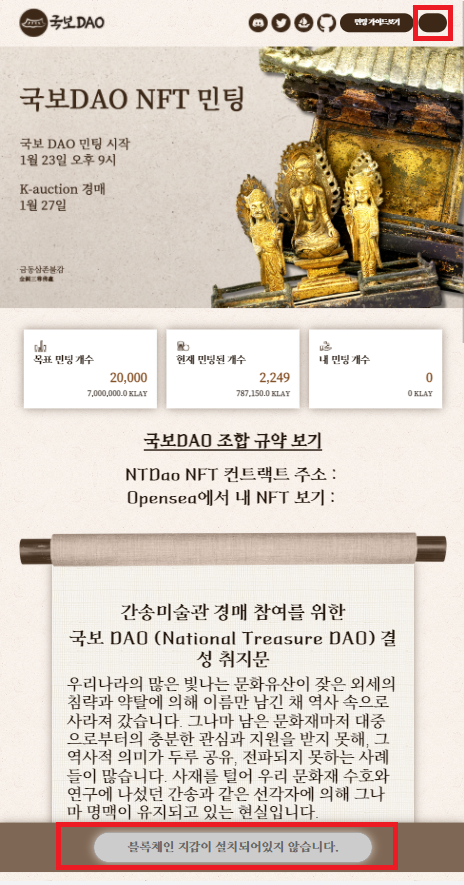 국보DAO
민팅 가이드보기
국보DAO NFT 민팅
국보 DAO 민팅 시작
1월 23일 오후 9시
K-auction 경매
1월 27일
금동삼존불감
金銅三尊佛龕
목표 민팅 개수
20,000
7,000,000.0 KLAY
현재 민팅된 개수
2,249
787,150.0 KLAY
내 민팅 개수
0
0 KLAY
국보DAO 조합 규약 보기
NTDao NFT 컨트랙트 주소 :
Opensea에서 내 NFT 보기 :
간송미술관 경매 참여를 위한
국보 DAO (National Treasure DAO) 결
성 취지문
우리나라의 많은 빛나는 문화유산이 잦은 외세의
침략과 약탈에 의해 이름만 남긴 채 역사 속으로
사라져 갔습니다. 그나마 남은 문화재마저 대중
으로부터의 충분한 관심과 지원을 받지 못해, 그
역사적 의미가 두루 공유, 전파되지 못하는 사례
들이 많습니다. 사재를 털어 우리 문화재 수호와
연구에 나섰던 간송과 같은 선각자에 의해 그나
마 명맥이 유지되고 있는 현실입니다.
블록체인 지갑이 설치되어있지 않습니다.